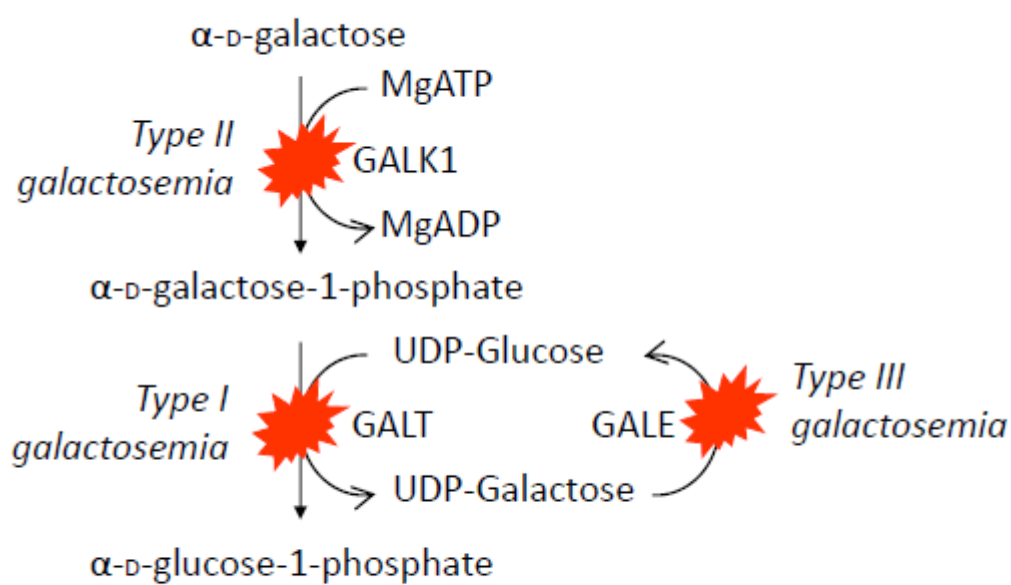 α-D-galactose
MgATP
Type II
galactosemia
GALK1
MgADP
α-D-galactose-1-phosphate
UDP-Glucose
Type I
galactosemia
GALT
GALE
Type III
galactosemia
UDP-Galactose
α-D-glucose-1-phosphate